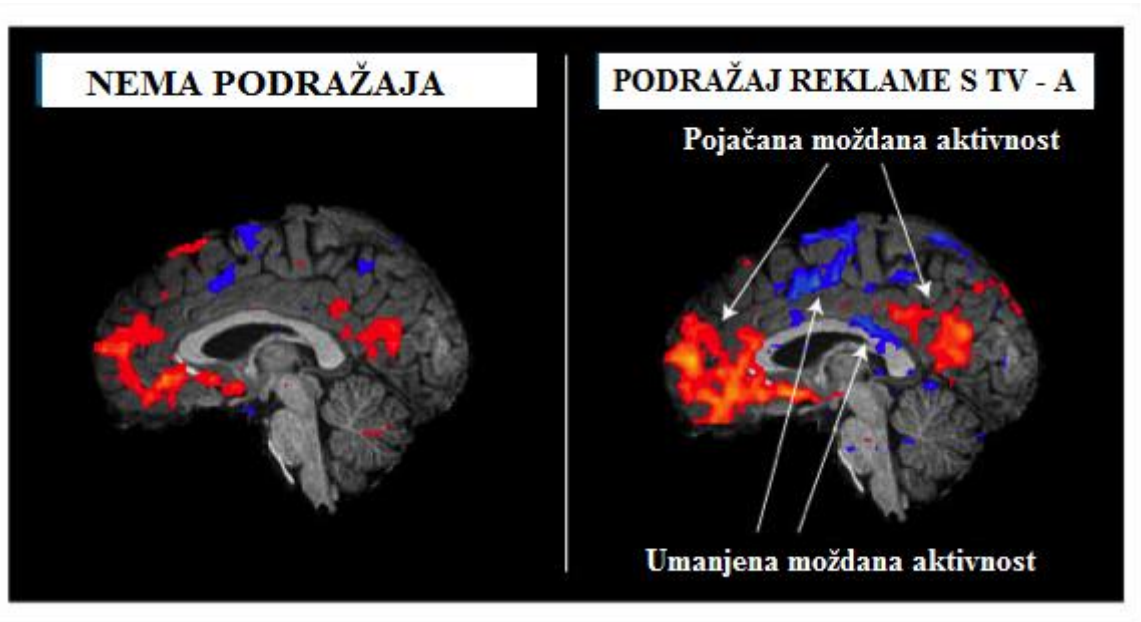 NEMA PODRAŽAJA
PODRAŽAJ REKLAME S TV - A
Pojačana moždana aktivnost
Umanjena moždana aktivnost